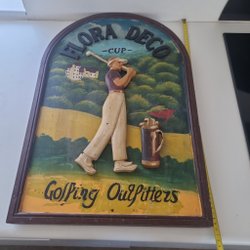 FLORA DECO
-CUP-
Golfing Outfitters